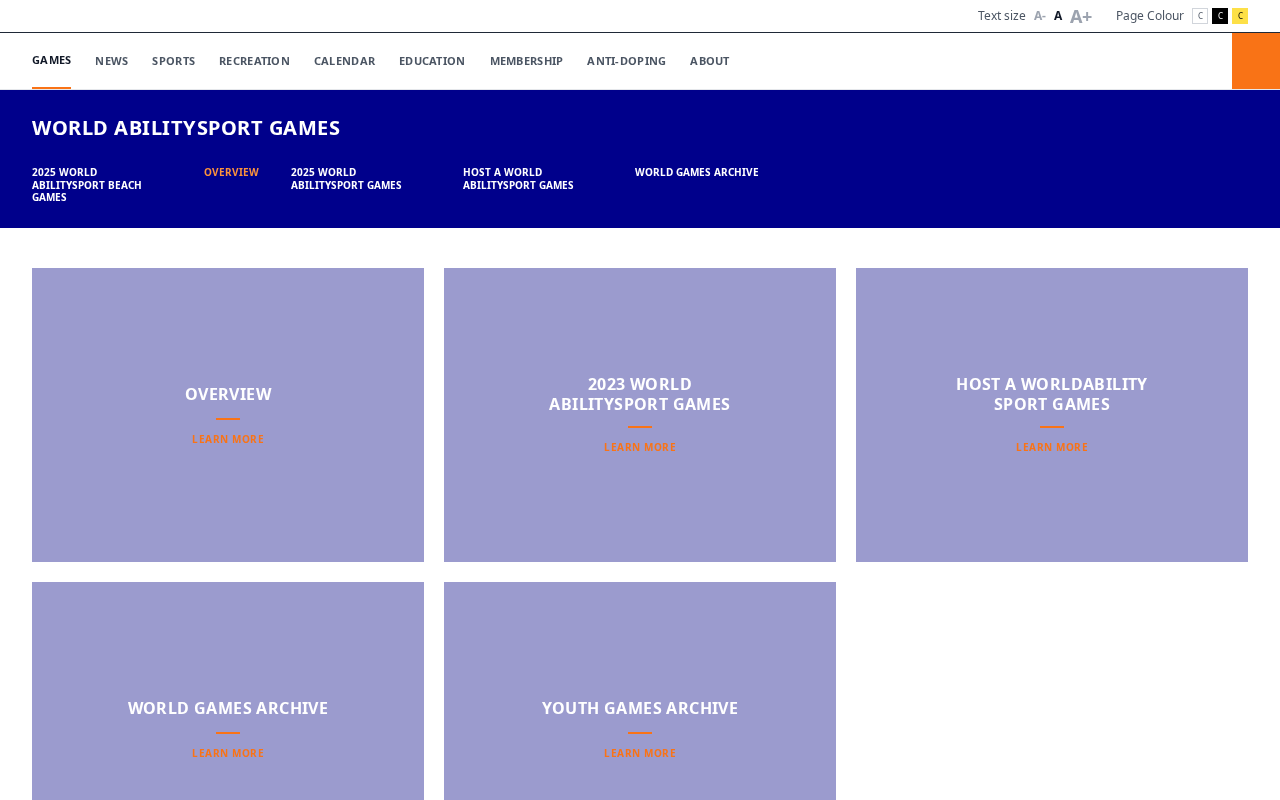 Text size A- A A+ Page Colour C C C
GAMES NEWS SPORTS RECREATION CALENDAR EDUCATION MEMBERSHIP ANTI-DOPING ABOUT
WORLD ABILITYSPORT GAMES
2025 WORLD
ABILITYSPORT BEACH
GAMES
OVERVIEW
2025 WORLD
ABILITYSPORT GAMES
HOST A WORLD
ABILITYSPORT GAMES
WORLD GAMES ARCHIVE
OVERVIEW
LEARN MORE
2023 WORLD
ABILITYSPORT GAMES
LEARN MORE
HOST A WORLDABILITY
SPORT GAMES
LEARN MORE
WORLD GAMES ARCHIVE
LEARN MORE
YOUTH GAMES ARCHIVE
LEARN MORE